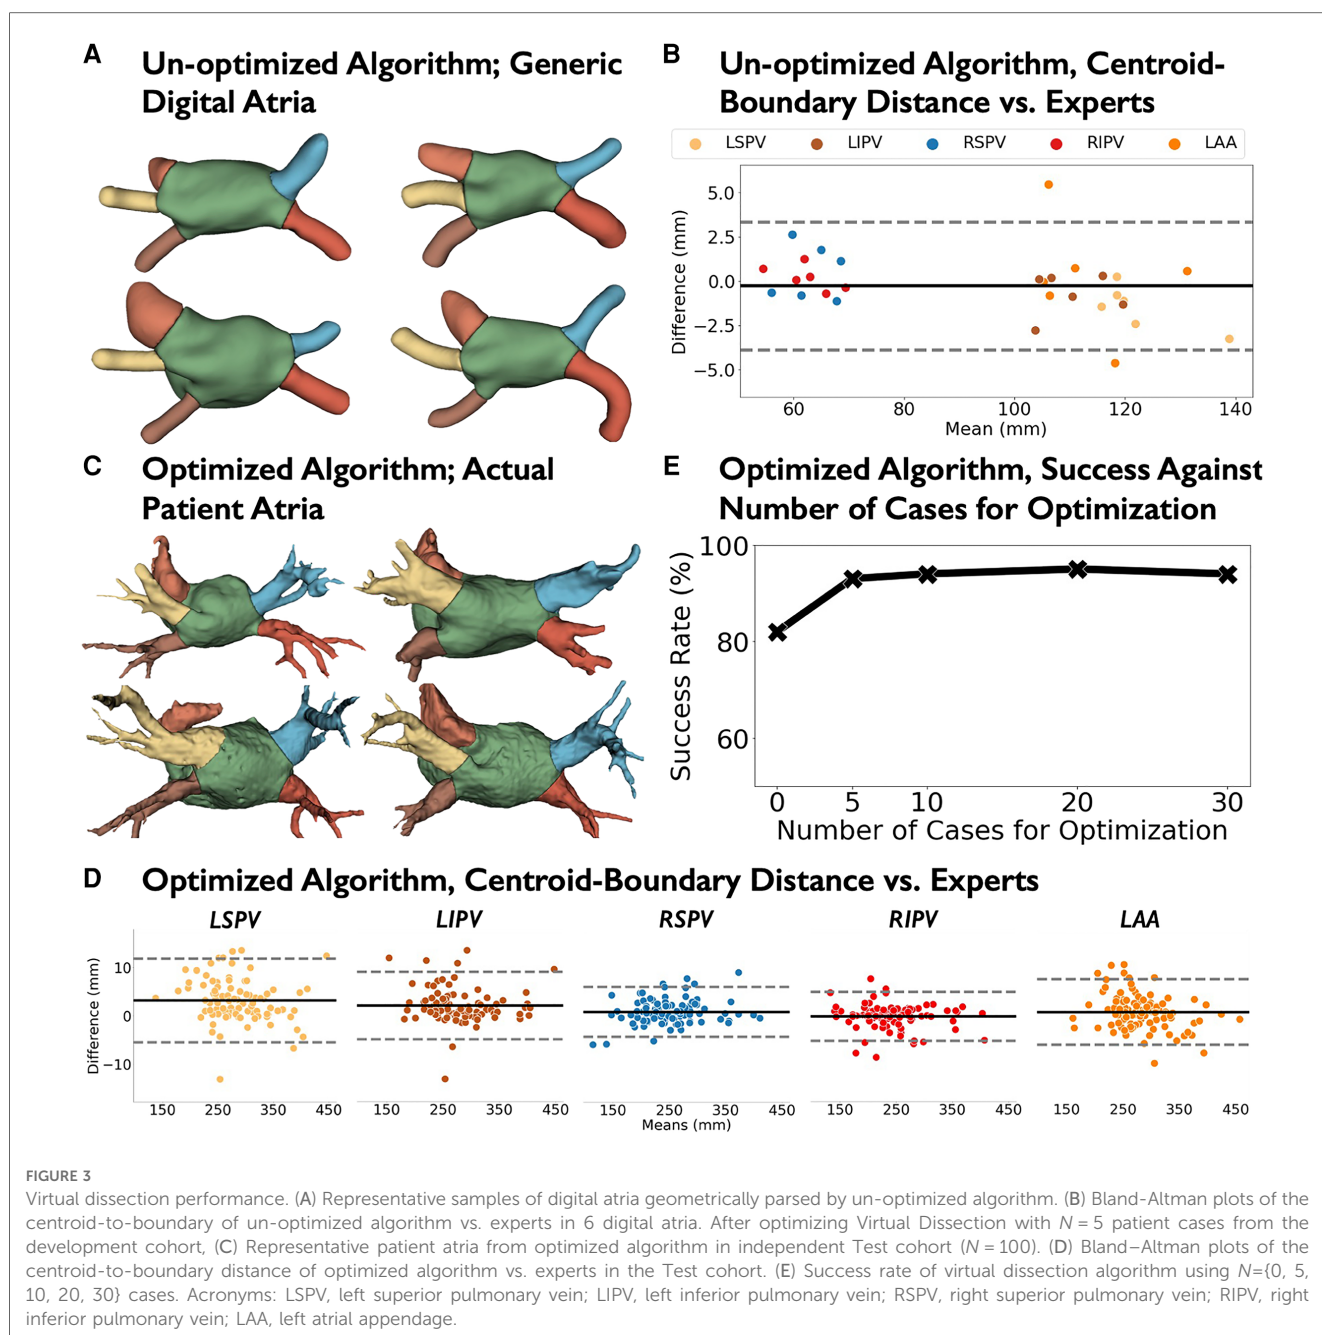 A
Un-optimized Algorithm; Generic
Digital Atria
B
Un-optimized Algorithm, Centroid-
Boundary Distance vs. Experts
LSPV LIPV RSPV RIPV LAA
Difference (mm)
5.0
2.5
0.0
−2.5
−5.0
60 80 100 120 140
Mean (mm)
C
Optimized Algorithm; Actual
Patient Atria
E
Optimized Algorithm, Success Against
Number of Cases for Optimization
Success Rate (%)
100
80
60
0 5 10 20 30
Number of Cases for Optimization
D
Optimized Algorithm, Centroid-Boundary Distance vs. Experts
LSPV LIPV RSPV RIPV LAA
Difference (mm)
10
0
−10
150 250 350 450 150 250 350 450 150 250 350 450 150 250 350 450 150 250 350 450
Means (mm)
FIGURE 3
Virtual dissection performance. (A) Representative samples of digital atria geometrically parsed by un-optimized algorithm. (B) Bland-Altman plots of the
centroid-to-boundary of un-optimized algorithm vs. experts in 6 digital atria. After optimizing Virtual Dissection with N = 5 patient cases from the
development cohort, (C) Representative patient atria from optimized algorithm in independent Test cohort (N = 100). (D) Bland–Altman plots of the
centroid-to-boundary distance of optimized algorithm vs. experts in the Test cohort. (E) Success rate of virtual dissection algorithm using N={0, 5,
10, 20, 30} cases. Acronyms: LSPV, left superior pulmonary vein; LIPV, left inferior pulmonary vein; RSPV, right superior pulmonary vein; RIPV, right
inferior pulmonary vein; LAA, left atrial appendage.